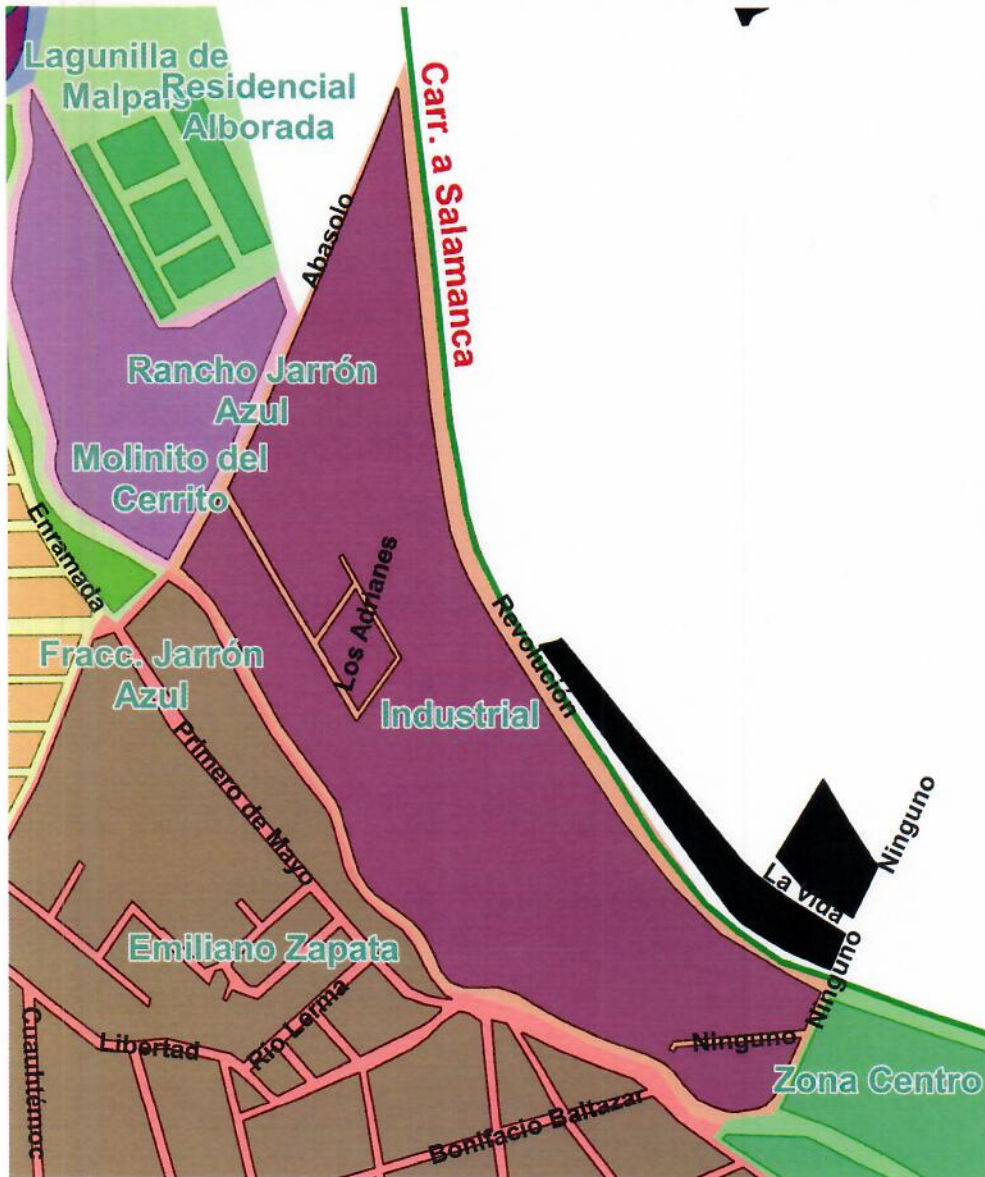 Lagunilla de
Malpais
Residencial
Alborada
Carr. a Salamanca
Abasolo
Rancho Jarrón
Azul
Molinito del
Cerrito
Enramada
Los Adrianes
Revolución
Fracc. Jarrón
Azul
Industrial
Primero de Mayo
Ninguno
La Vida
Emiliano Zapata
Ninguno
Río Lerma
Cuauhtémoc
Libertad
Ninguno
Zona Centro
Bonifacio Baltazar